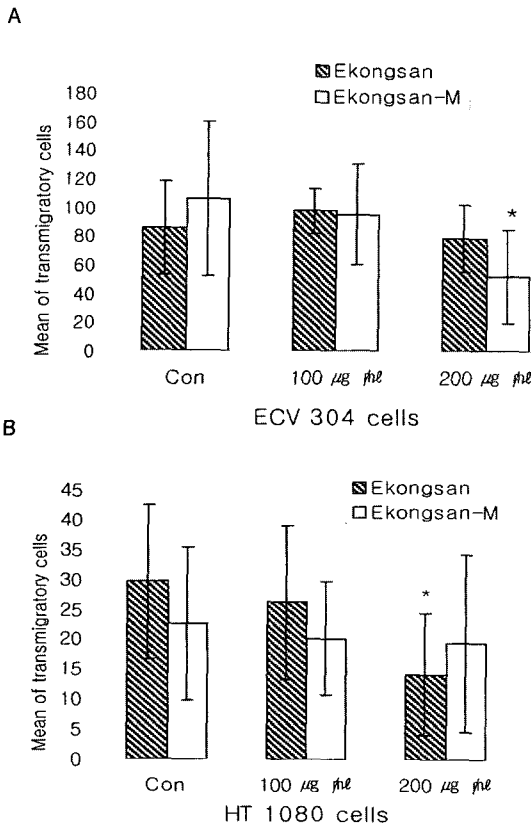 A
Ekongsan
Ekongsan-M
180
160
140
120
100
80
60
40
20
0
Mean of transmigratory cells
*
Con
100 μg/㎖
200 μg/㎖
ECV 304 cells
B
Ekongsan
Ekongsan-M
45
40
35
30
25
20
15
10
5
0
Mean of transmigratory cells
*
Con
100 μg/㎖
200 μg/㎖
HT 1080 cells